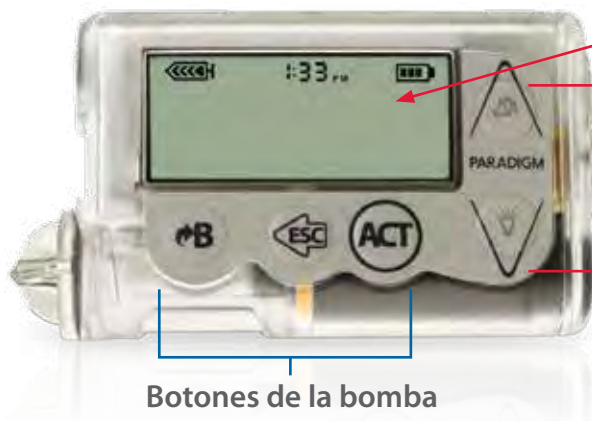 1:33 PM
PARADIGM
B
ESC
ACT
Botones de la bomba